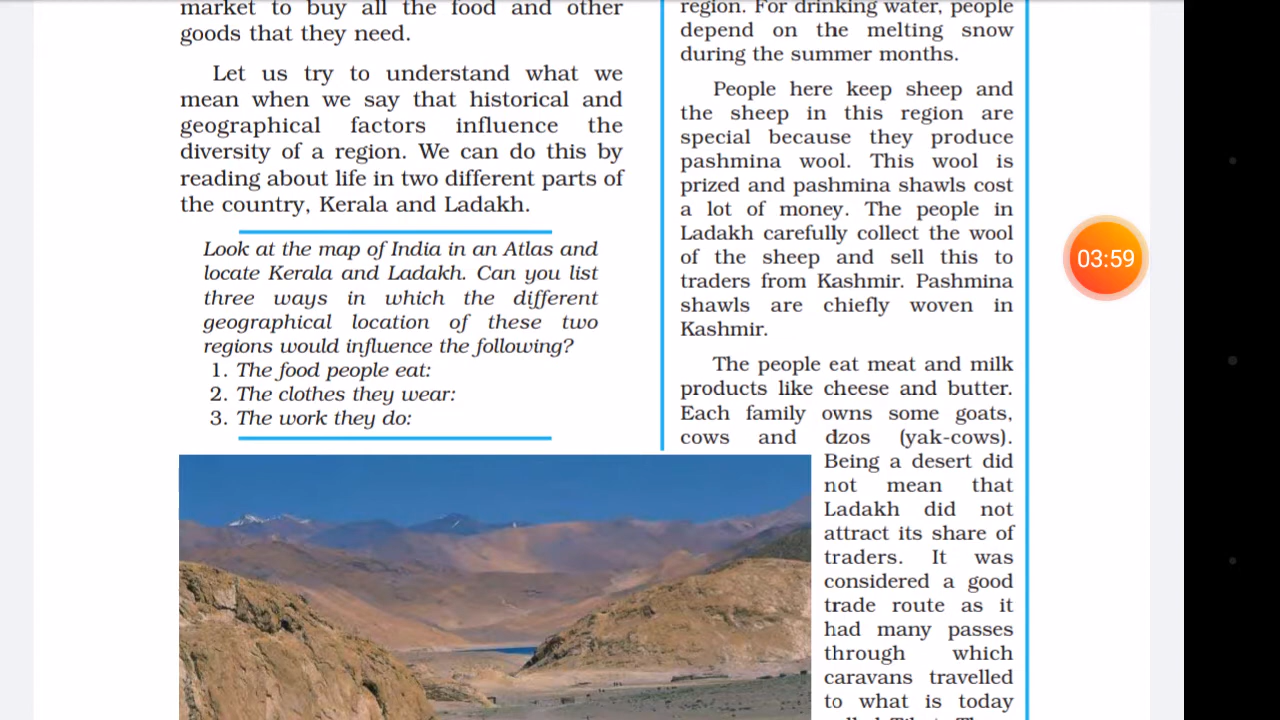 market to buy all the food and other
goods that they need.
Let us try to understand what we
mean when we say that historical and
geographical factors influence the
diversity of a region. We can do this by
reading about life in two different parts of
the country, Kerala and Ladakh.
Look at the map of India in an Atlas and
locate Kerala and Ladakh. Can you list
three ways in which the different
geographical location of these two
regions would influence the following?
1. The food people eat:
2. The clothes they wear:
3. The work they do:
region. For drinking water, people
depend on the melting snow
during the summer months.
People here keep sheep and
the sheep in this region are
special because they produce
pashmina wool. This wool is
prized and pashmina shawls cost
a lot of money. The people in
Ladakh carefully collect the wool
of the sheep and sell this to
traders from Kashmir. Pashmina
shawls are chiefly woven in
Kashmir.
The people eat meat and milk
products like cheese and butter.
Each family owns some goats,
cows and dzos (yak-cows).
Being a desert did
not mean that
Ladakh did not
attract its share of
traders. It was
considered a good
trade route as it
had many passes
through which
caravans travelled
to what is today
03:59